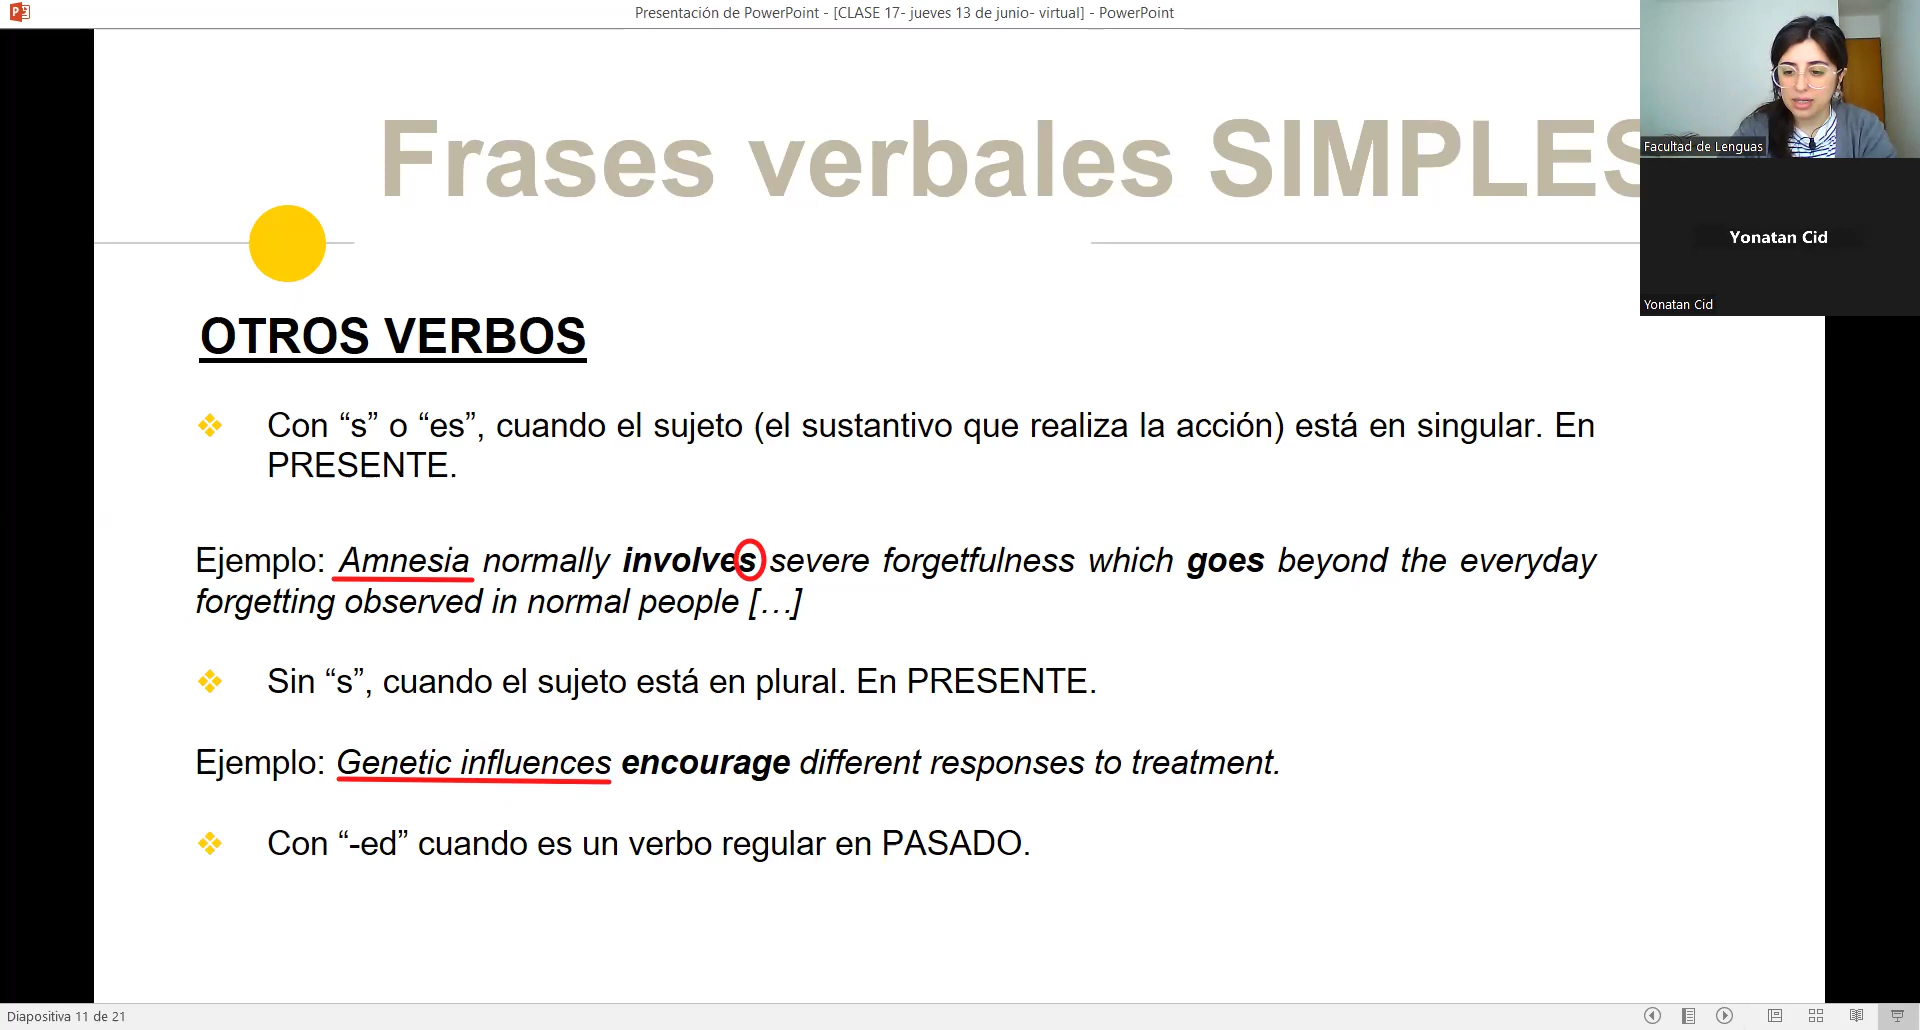 Presentación de PowerPoint - [CLASE 17- jueves 13 de junio- virtual] - PowerPoint
Frases verbales SIMPLES
Facultad de Lenguas
Yonatan Cid
Yonatan Cid
OTROS VERBOS
Con “s” o “es”, cuando el sujeto (el sustantivo que realiza la acción) está en singular. En
PRESENTE.
Ejemplo: Amnesia normally involves severe forgetfulness which goes beyond the everyday
forgetting observed in normal people […]
Sin “s”, cuando el sujeto está en plural. En PRESENTE.
Ejemplo: Genetic influences encourage different responses to treatment.
Con “-ed” cuando es un verbo regular en PASADO.
Diapositiva 11 de 21